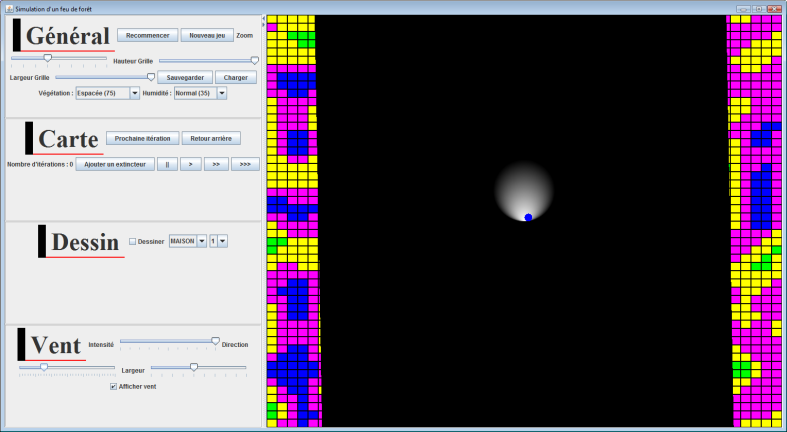 Simulation d'un feu de forêt
Général Recommencer Nouveau jeu Zoom
Hauteur Grille
Largeur Grille Sauvegarder Charger
Végétation : Espacée (75) Humidité : Normal (35)
Carte Prochaine itération Retour arrière
Nombre d'itérations : 0 Ajouter un extincteur || > >> >>>
Dessin Dessiner MAISON 1
Vent Intensité Direction
Largeur
Afficher vent